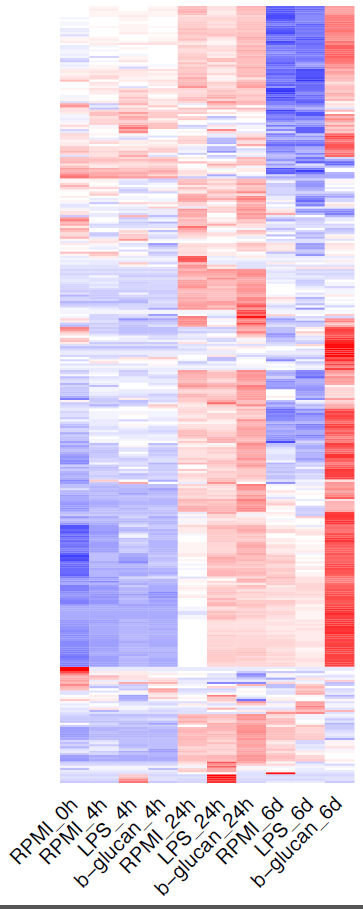 RPMI_0h
RPMI_4h
LPS_4h
b−glucan_4h
RPMI_24h
LPS_24h
b−glucan_24h
RPMI_6d
LPS_6d
b−glucan_6d